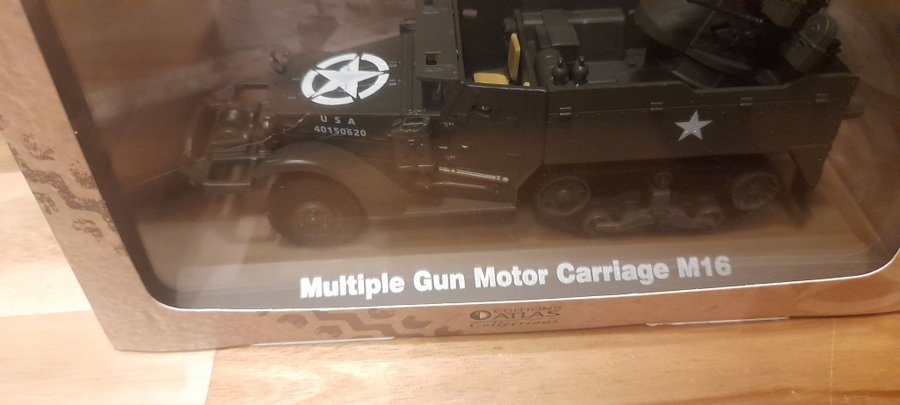 USA
40150620
Multiple Gun Motor Carriage M16
EDITIONS
ATLAS
Collections